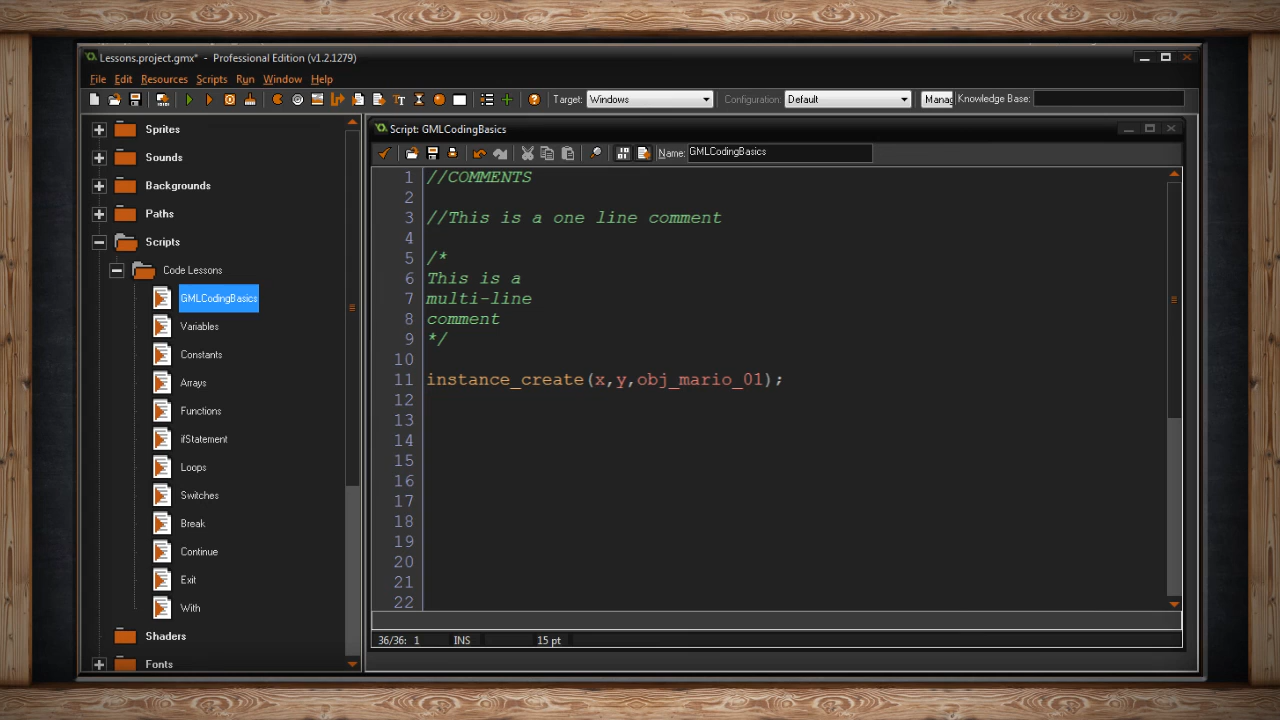 Lessons.project.gmx* - Professional Edition (v1.2.1279)
File Edit Resources Scripts Run Window Help
Target: Windows Configuration: Default Manag Knowledge Base:
Sprites
Sounds
Backgrounds
Paths
Scripts
Code Lessons
GMLCodingBasics
Variables
Constants
Arrays
Functions
ifStatement
Loops
Switches
Break
Continue
Exit
With
Shaders
Fonts
Script: GMLCodingBasics
Name: GMLCodingBasics
1 //COMMENTS
2
3 //This is a one line comment
4
5 /*
6 This is a
7 multi-line
8 comment
9 */
10
11 instance_create(x,y,obj_mario_01);
12
13
14
15
16
17
18
19
20
21
22
36/36: 1 INS 15 pt